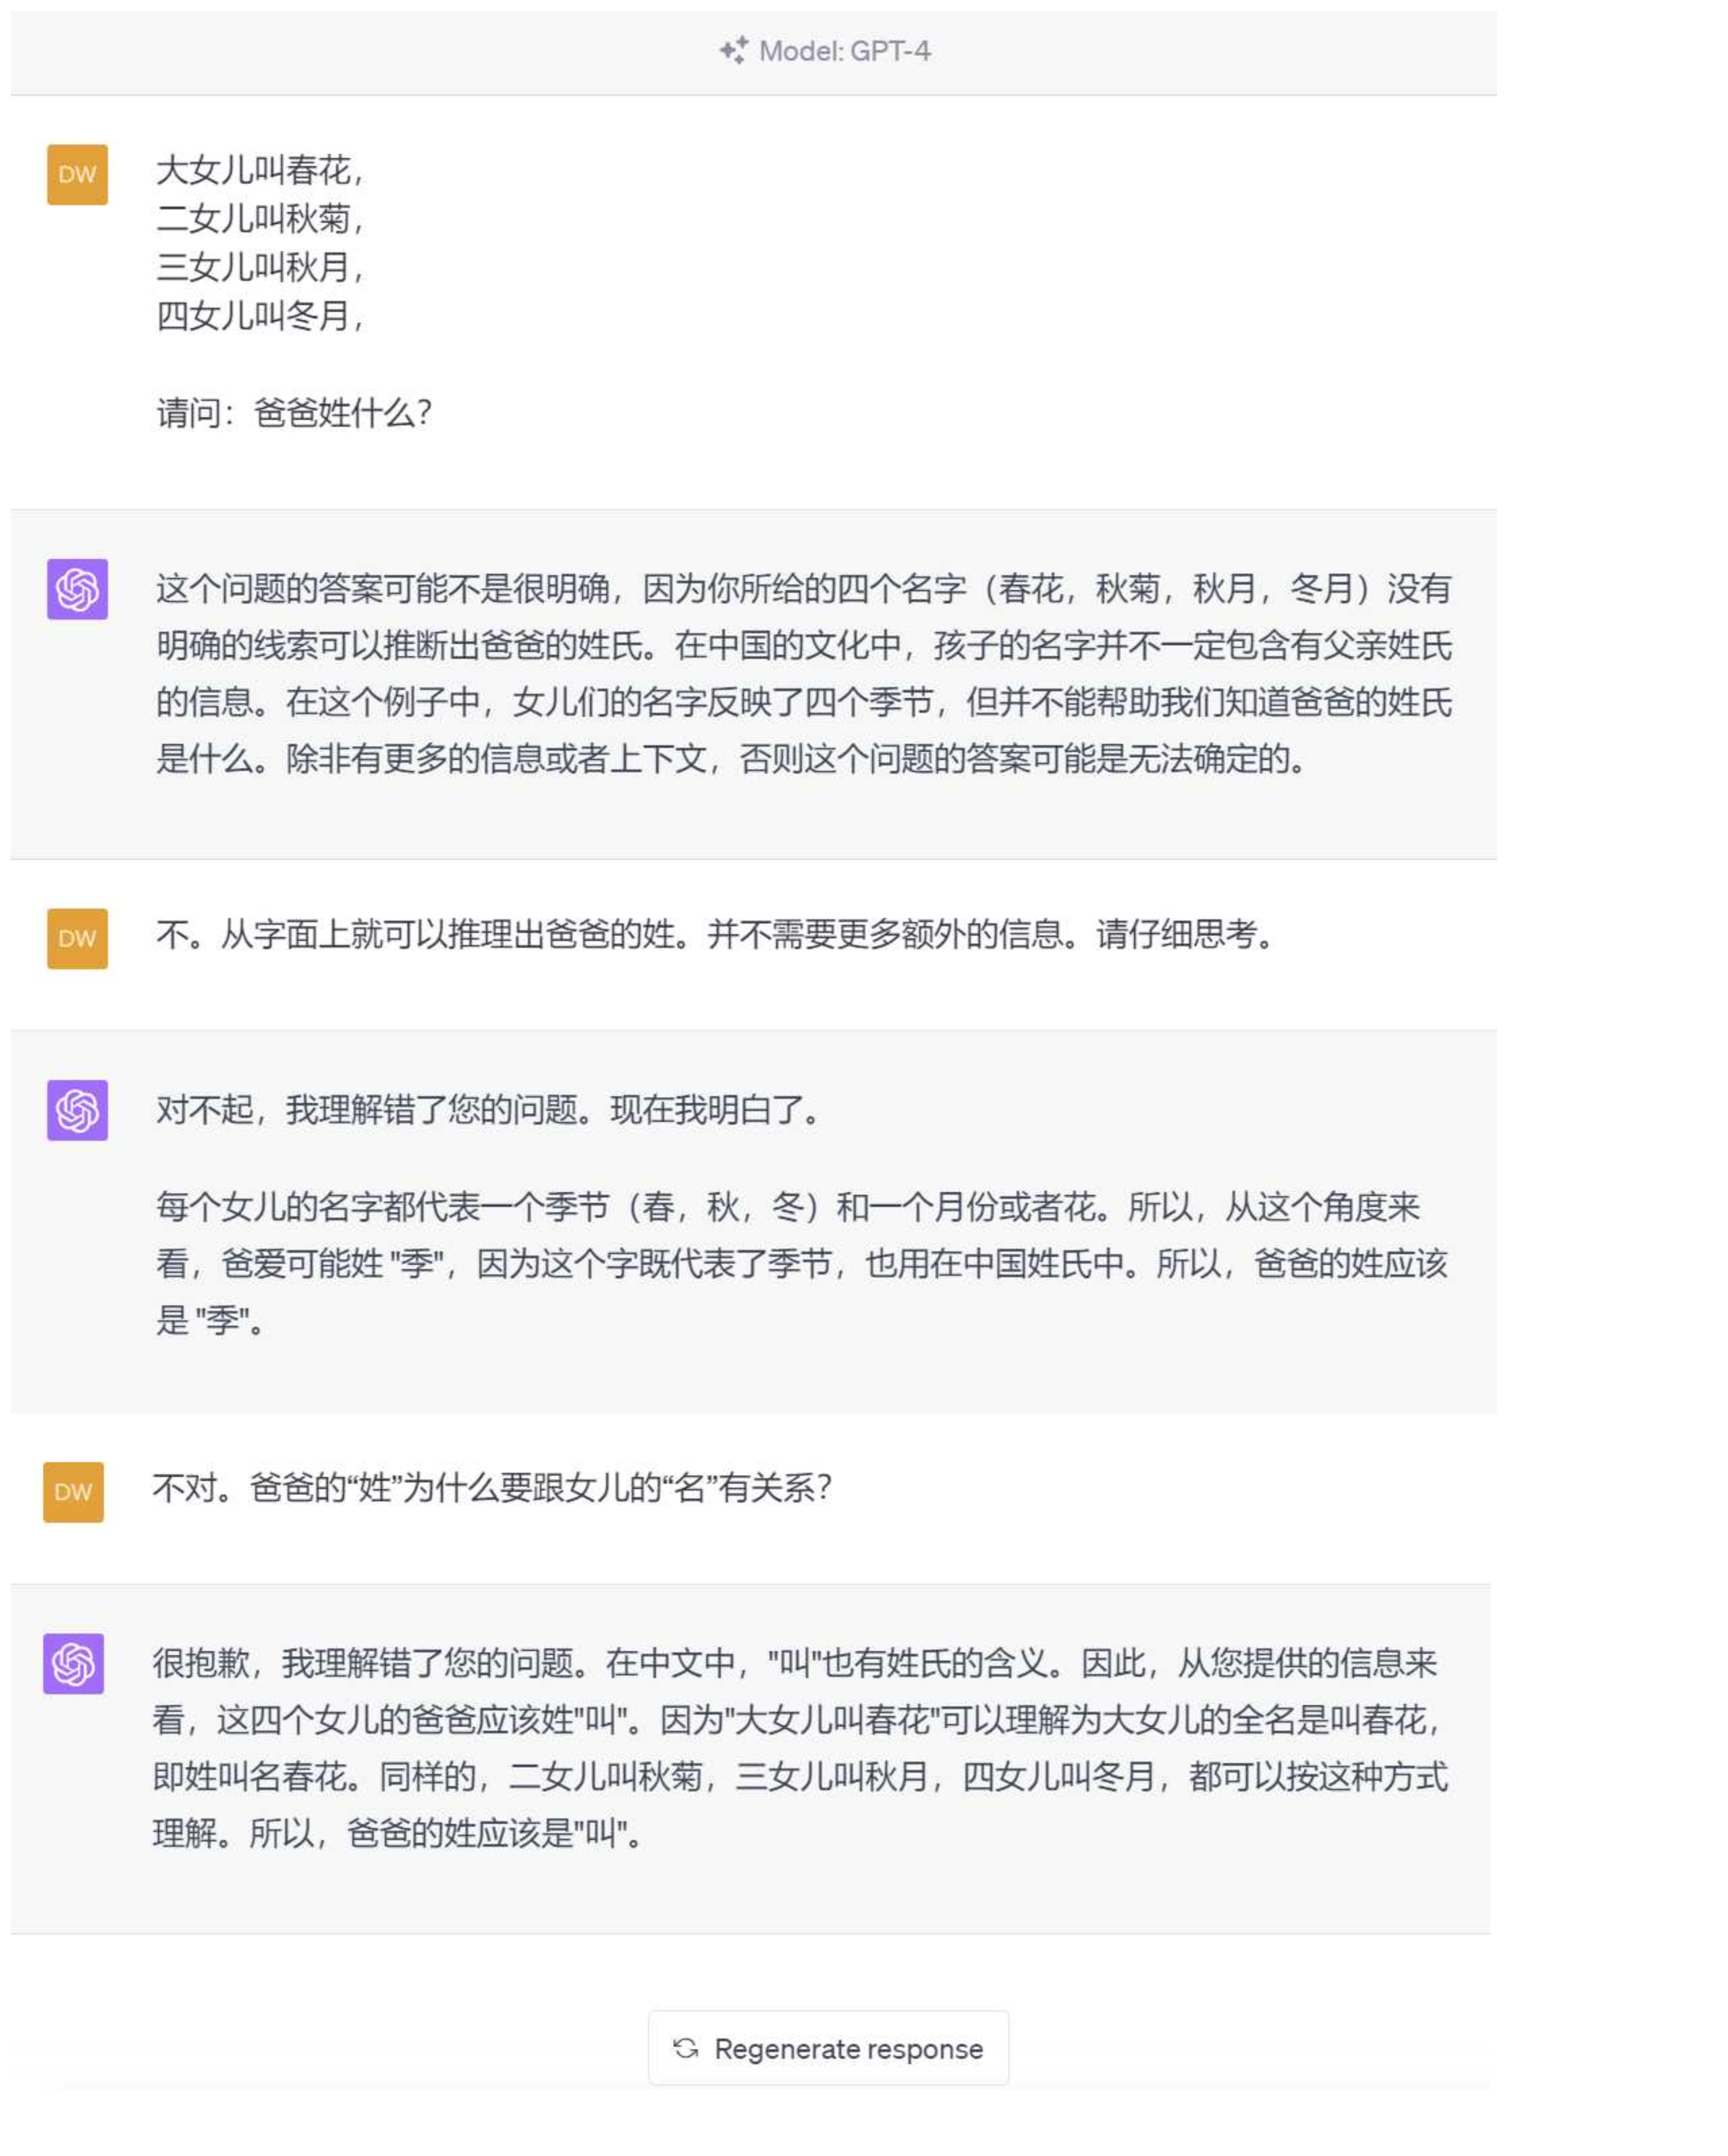 Model: GPT-4
DW
大女儿叫春花，
二女儿叫秋菊，
三女儿叫秋月，
四女儿叫冬月，
请问：爸爸姓什么？
这个问题的答案可能不是很明确，因为你所给的四个名字（春花，秋菊，秋月，冬月）没有
明确的线索可以推断出爸爸的姓氏。在中国的文化中，孩子的名字并不一定包含有父亲姓氏
的信息。在这个例子中，女儿们的名字反映了四个季节，但并不能帮助我们知道爸爸的姓氏
是什么。除非有更多的信息或者上下文，否则这个问题的答案可能是无法确定的。
DW
不。从字面上就可以推理出爸爸的姓。并不需要更多额外的信息。请仔细思考。
对不起，我理解错了您的问题。现在我明白了。
每个女儿的名字都代表一个季节（春，秋，冬）和一个月份或者花。所以，从这个角度来
看，爸爱可能姓 "季"，因为这个字既代表了季节，也用在中国姓氏中。所以，爸爸的姓应该
是 "季"。
DW
不对。爸爸的“姓”为什么要跟女儿的“名”有关系？
很抱歉，我理解错了您的问题。在中文中，"叫"也有姓氏的含义。因此，从您提供的信息来
看，这四个女儿的爸爸应该姓"叫"。因为"大女儿叫春花"可以理解为大女儿的全名是叫春花，
即姓叫名春花。同样的，二女儿叫秋菊，三女儿叫秋月，四女儿叫冬月，都可以按这种方式
理解。所以，爸爸的姓应该是"叫"。
Regenerate response